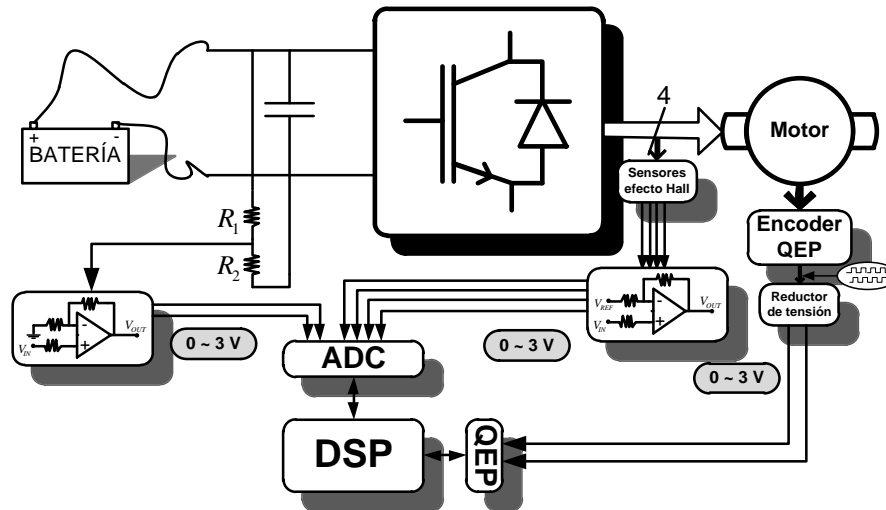 4
+ -
BATERÍA
Motor
Sensores
efecto Hall
R1
R2
Encoder
QEP
Reductor
de tensión
VIN
-
+
VOUT
0 ~ 3 V
VREF
VIN
-
+
VOUT
0 ~ 3 V
0 ~ 3 V
ADC
DSP
QEP